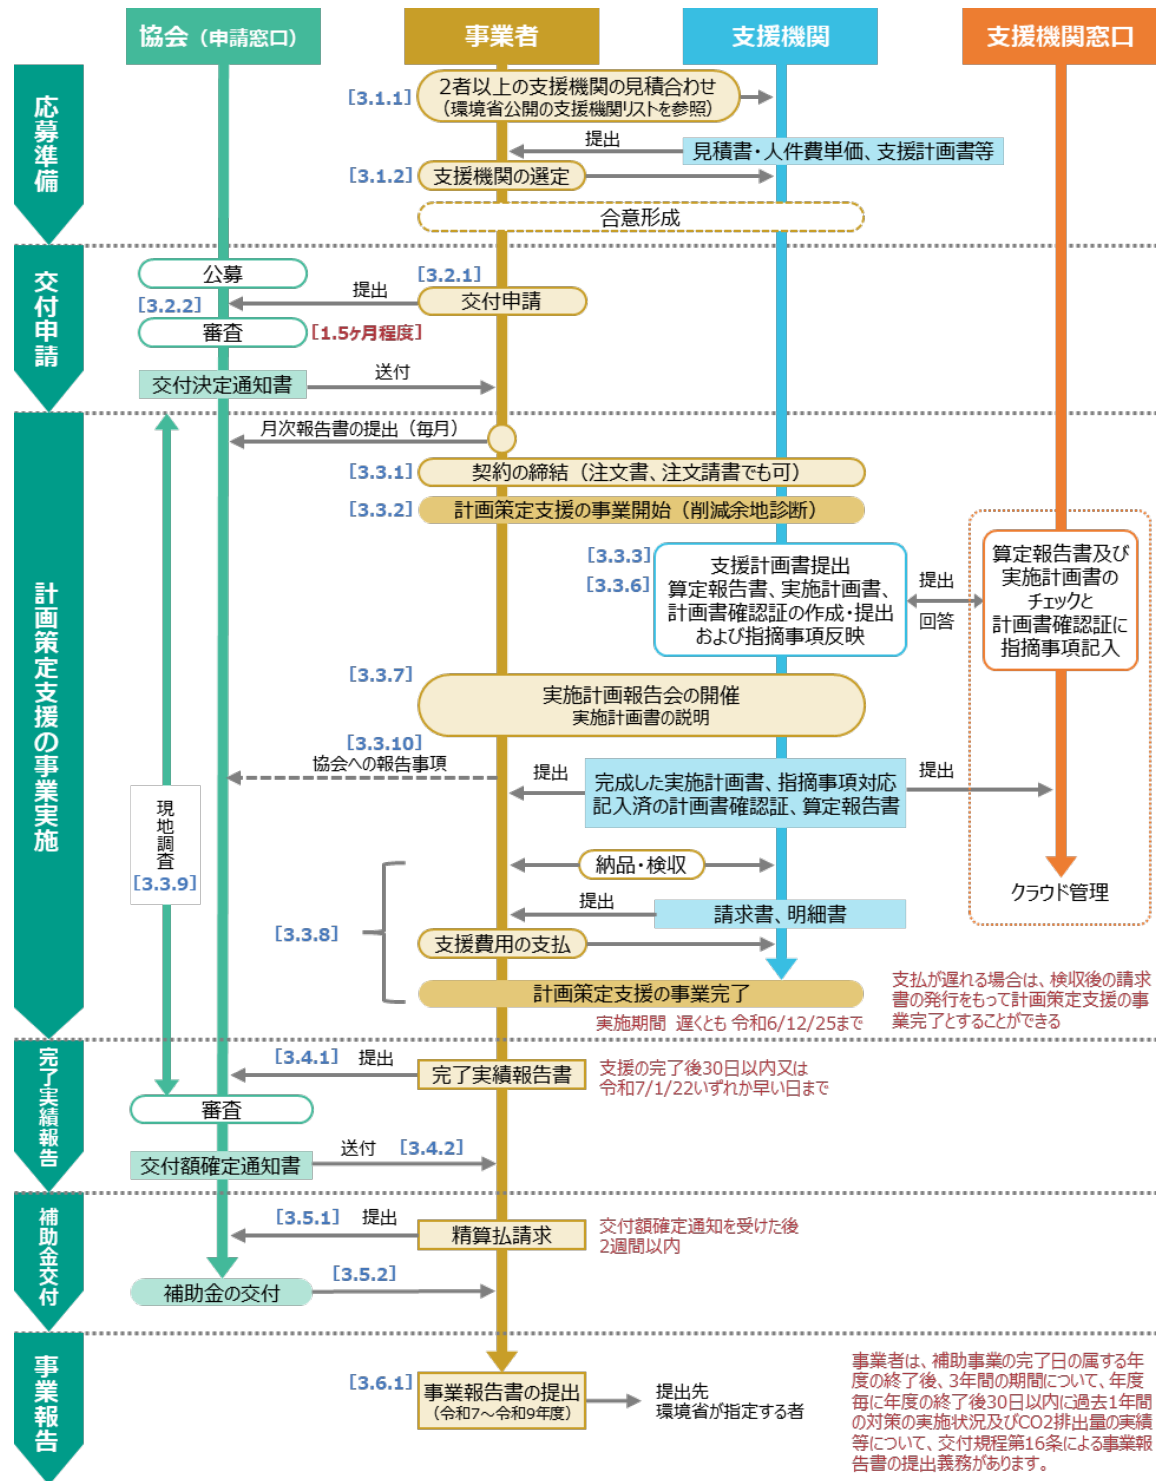 協会（申請窓口）
事業者
支援機関
支援機関窓口
応募準備
[3.1.1]
2者以上の支援機関の見積合わせ
（環境省公開の支援機関リストを参照）
提出
見積書・人件費単価、支援計画書等
[3.1.2]
支援機関の選定
合意形成
交付申請
公募
[3.2.1]
[3.2.2]
提出
交付申請
審査
[1.5ヶ月程度]
交付決定通知書
送付
計画策定支援の事業実施
月次報告書の提出（毎月）
[3.3.1]
契約の締結（注文書、注文請書でも可）
[3.3.2]
計画策定支援の事業開始（削減余地診断）
[3.3.3]
[3.3.6]
支援計画書提出
算定報告書、実施計画書、
計画書確認証の作成・提出
および指摘事項反映
提出
回答
算定報告書及び
実施計画書の
チェックと
計画書確認証に
指摘事項記入
[3.3.7]
実施計画報告会の開催
実施計画書の説明
[3.3.10]
協会への報告事項
提出
完成した実施計画書、指摘事項対応
記入済の計画書確認証、算定報告書
提出
現地調査
[3.3.9]
納品・検収
クラウド管理
[3.3.8]
提出
請求書、明細書
支援費用の支払
計画策定支援の事業完了
支払が遅れる場合は、検収後の請求
書の発行をもって計画策定支援の事
業完了とすることができる
実施期間 遅くとも 令和6/12/25まで
完了実績報告
[3.4.1]
提出
完了実績報告書
支援の完了後30日以内又は
令和7/1/22いずれか早い日まで
審査
交付額確定通知書
送付
[3.4.2]
補助金交付
[3.5.1]
提出
精算払請求
交付額確定通知を受けた後
2週間以内
補助金の交付
[3.5.2]
事業報告
[3.6.1]
事業報告書の提出
（令和7～令和9年度）
提出先
環境省が指定する者
事業者は、補助事業の完了日の属する年
度の終了後、3年間の期間について、年度
毎に年度の終了後30日以内に過去1年間
の対策の実施状況及びCO2排出量の実績
等について、交付規程第16条による事業報
告書の提出義務があります。